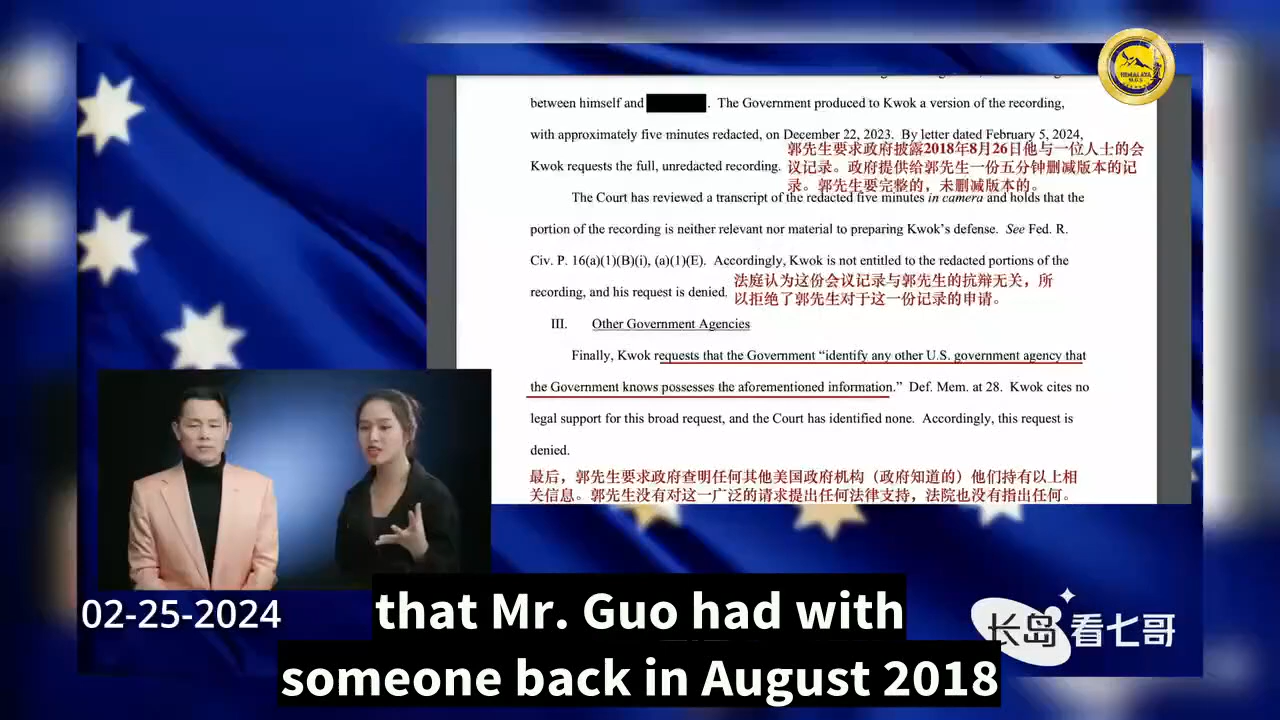 between himself and . The Government produced to Kwok a version of the recording,
with approximately five minutes redacted, on December 22, 2023. By letter dated February 5, 2024,
Kwok requests the full, unredacted recording.
郭先生要求政府披露2018年8月26日他与一位人士的会
议记录。政府提供给郭先生一份五分钟删减版本的记
录。郭先生要完整的，未删减版本的。
The Court has reviewed a transcript of the redacted five minutes in camera and holds that the
portion of the recording is neither relevant nor material to preparing Kwok’s defense. See Fed. R.
Civ. P. 16(a)(1)(B)(i), (a)(1)(E). Accordingly, Kwok is not entitled to the redacted portions of the
recording, and his request is denied.
法庭认为这份会议记录与郭先生的抗辩无关，所
以拒绝了郭先生对于这一份记录的申请。
III. Other Government Agencies
Finally, Kwok requests that the Government “identify any other U.S. government agency that
the Government knows possesses the aforementioned information.” Def. Mem. at 28. Kwok cites no
legal support for this broad request, and the Court has identified none. Accordingly, this request is
denied.
最后，郭先生要求政府查明任何其他美国政府机构（政府知道的）他们持有以上相
关信息。郭先生没有对这一广泛的请求提出任何法律支持，法院也没有指出任何。
HIMALAYA
02-25-2024
长岛 看七哥
that Mr. Guo had with
someone back in August 2018